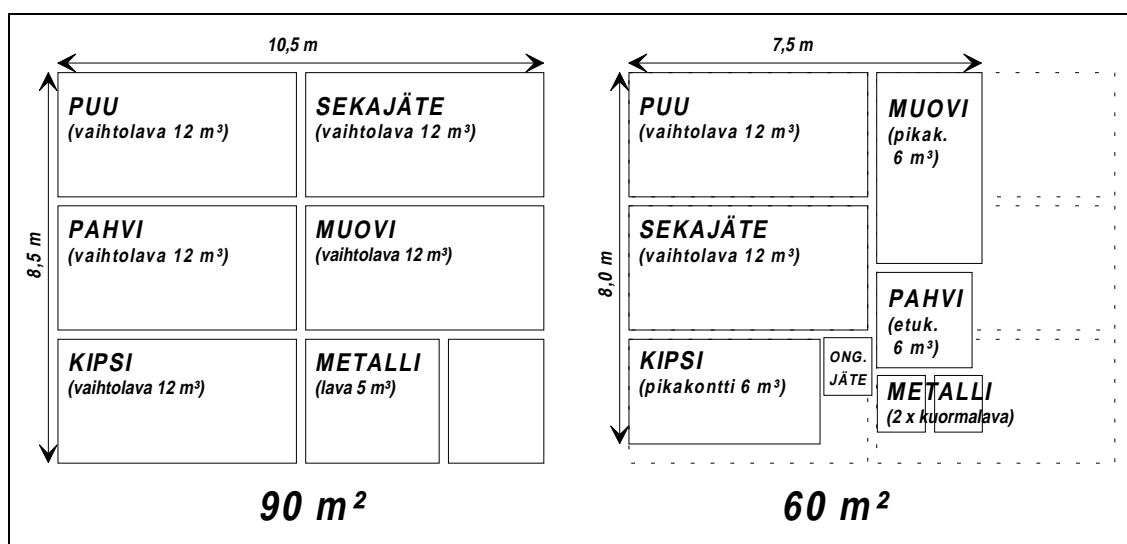 10,5 m
8,5 m
PUU
(vaihtolava 12 m³)
SEKAJÄTE
(vaihtolava 12 m³)
PAHVI
(vaihtolava 12 m³)
MUOVI
(vaihtolava 12 m³)
KIPSI
(vaihtolava 12 m³)
METALLI
(lava 5 m³)
90 m²
7,5 m
8,0 m
PUU
(vaihtolava 12 m³)
MUOVI
(pikak.
6 m³)
SEKAJÄTE
(vaihtolava 12 m³)
PAHVI
(etuk.
6 m³)
KIPSI
(pikakontti 6 m³)
ONG.
JÄTE
METALLI
(2 x kuormalava)
60 m²